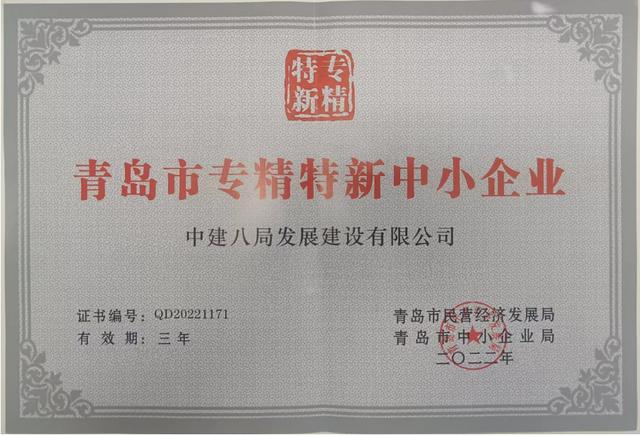 专精
特新
青岛市专精特新中小企业
中建八局发展建设有限公司
证书编号：QD20221171
有效期：三年
青岛市民营经济发展局
青岛市中小企业局
二〇二二年